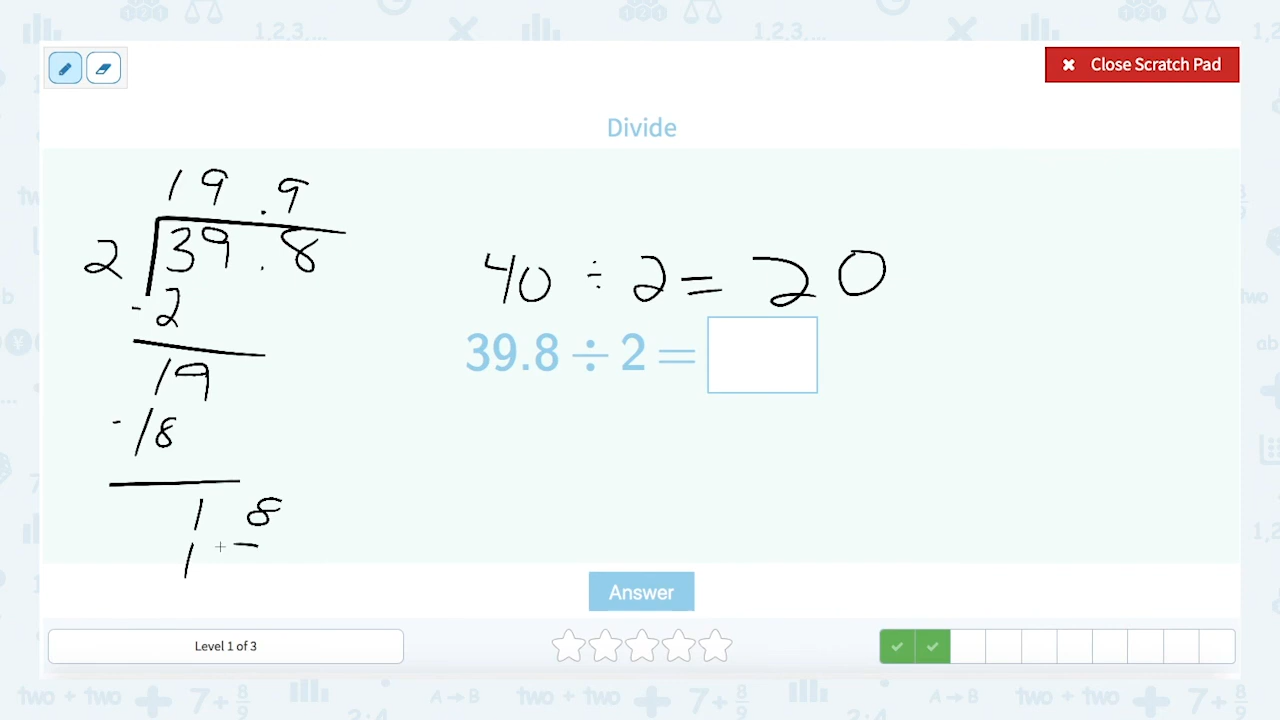 Close Scratch Pad
Divide
19.9
2 39.8
-2
19
-18
1 8
1
40 ÷ 2 = 20
39.8 ÷ 2 =
Answer
Level 1 of 3